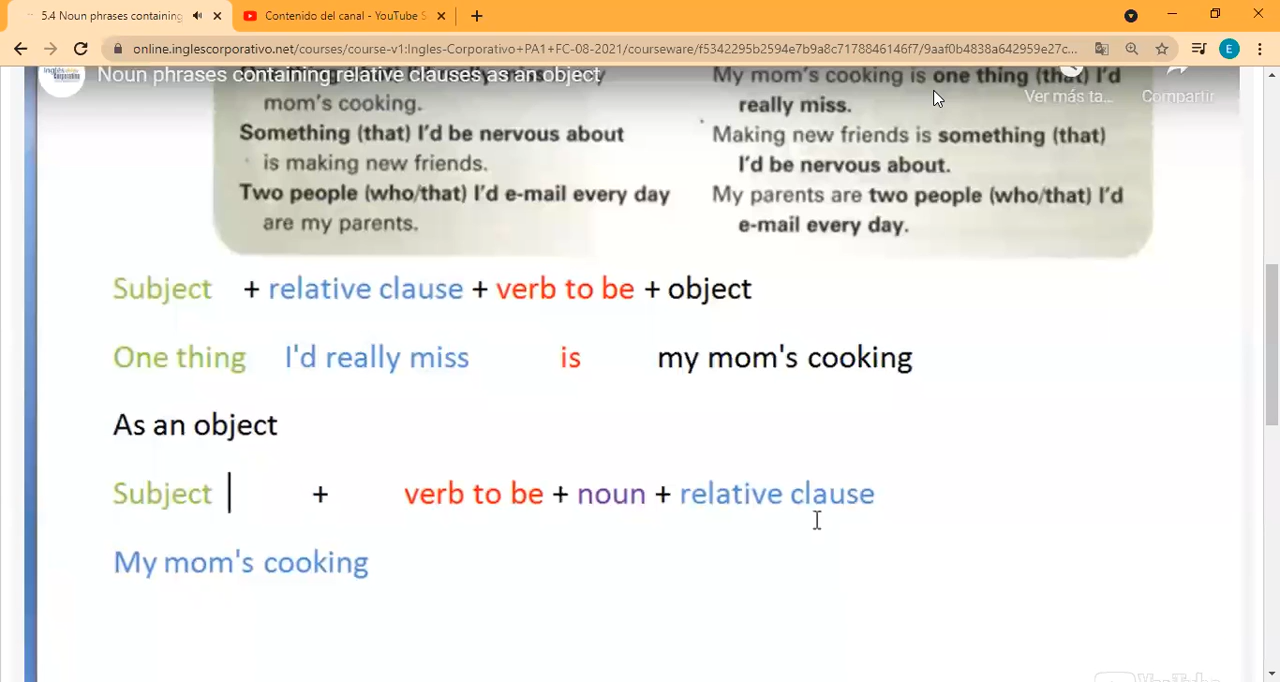 5.4 Noun phrases containing
Contenido del canal - YouTube S
online.inglescorporativo.net/courses/course-v1:Ingles-Corporativo+PA1+FC-08-2021/courseware/f5342295b2594e7b9a8c7178846146f7/9aaf0b4838a642959e27c...
E
Noun phrases containing relative clauses as an object
Ver más ta...
Compartir
mom's cooking.
Something (that) I'd be nervous about
is making new friends.
Two people (who/that) I'd e-mail every day
are my parents.
My mom's cooking is one thing (that) I'd
really miss.
Making new friends is something (that)
I'd be nervous about.
My parents are two people (who/that) I'd
e-mail every day.
Subject + relative clause + verb to be + object
One thing I'd really miss is my mom's cooking
As an object
Subject + verb to be + noun + relative clause
My mom's cooking